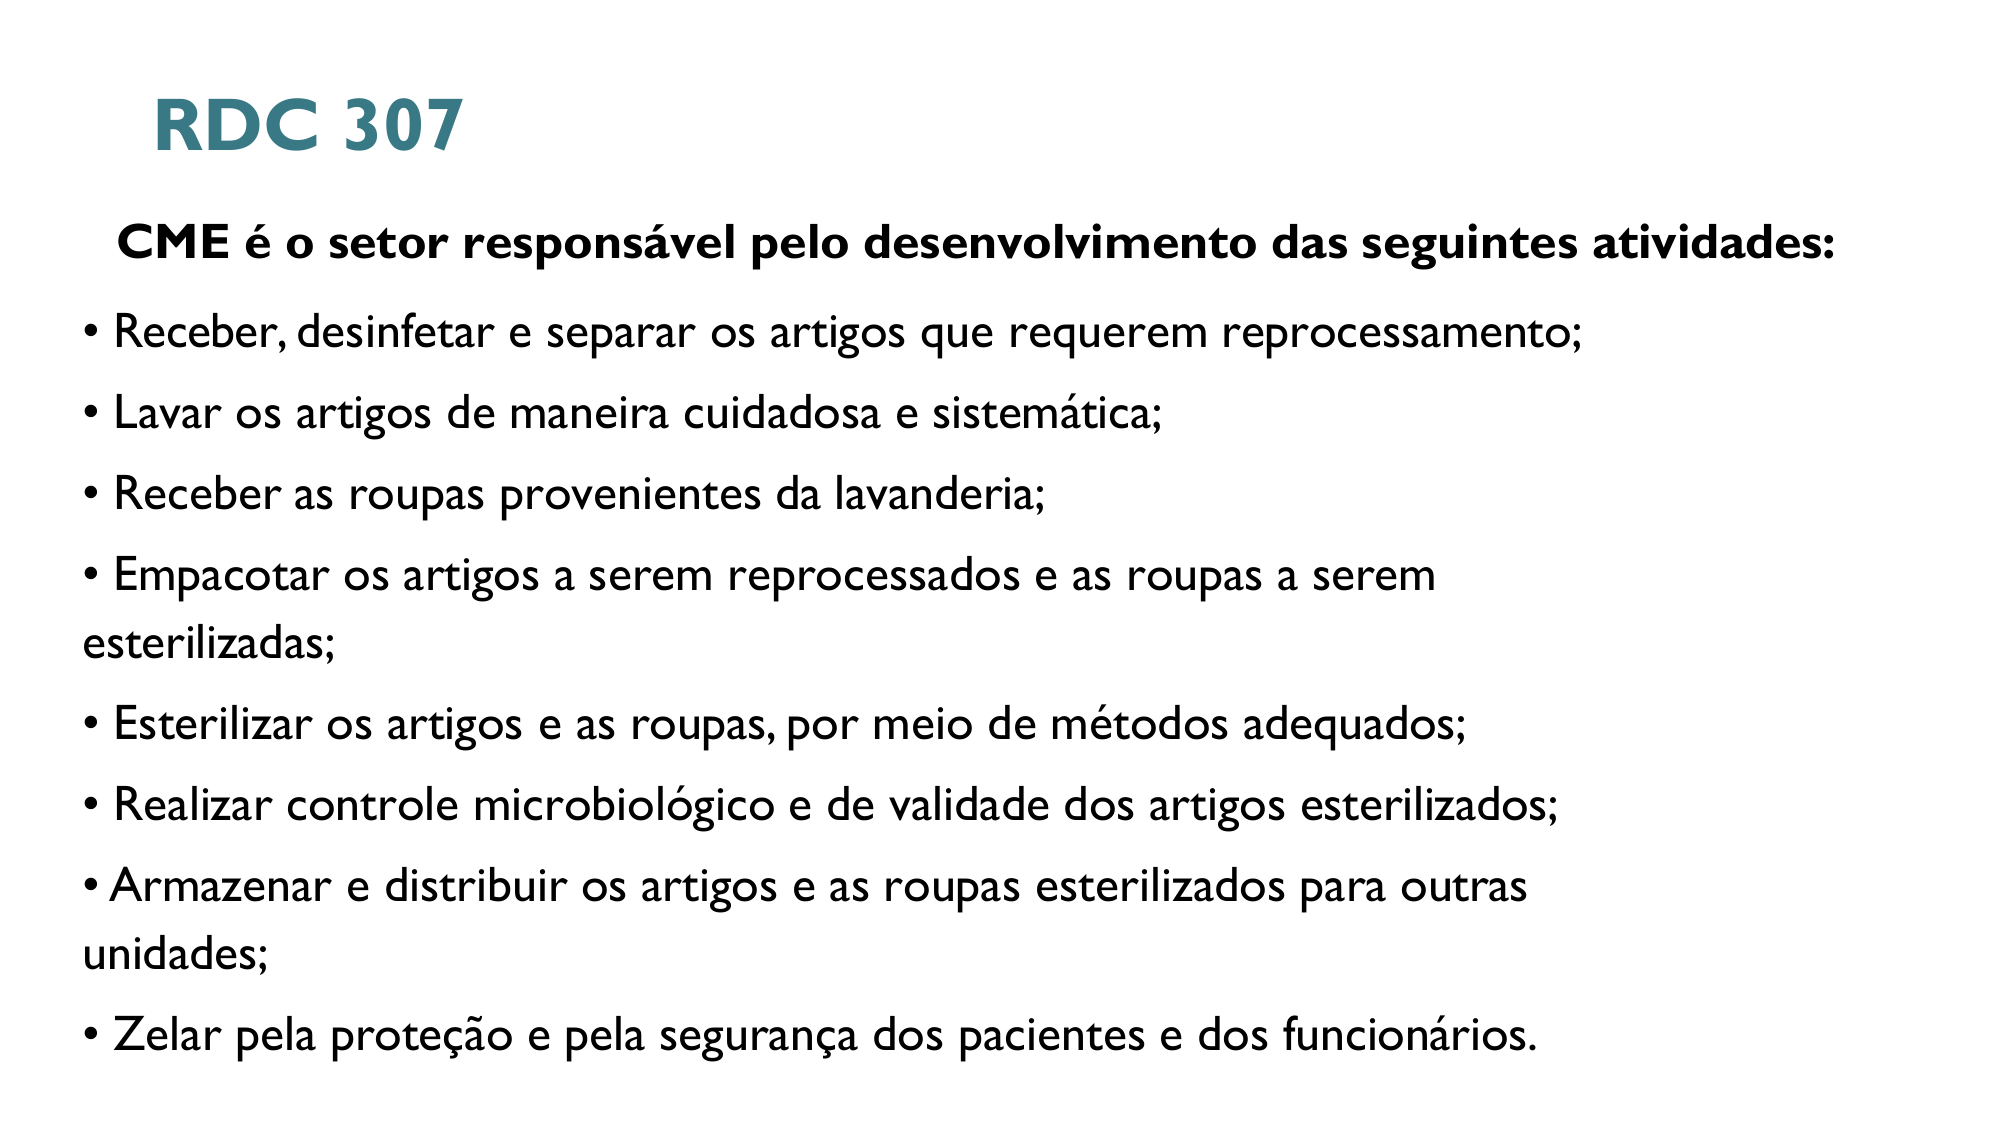 RDC 307
CME é o setor responsável pelo desenvolvimento das seguintes atividades:
• Receber, desinfetar e separar os artigos que requerem reprocessamento;
• Lavar os artigos de maneira cuidadosa e sistemática;
• Receber as roupas provenientes da lavanderia;
• Empacotar os artigos a serem reprocessados e as roupas a serem
esterilizadas;
• Esterilizar os artigos e as roupas, por meio de métodos adequados;
• Realizar controle microbiológico e de validade dos artigos esterilizados;
• Armazenar e distribuir os artigos e as roupas esterilizados para outras
unidades;
• Zelar pela proteção e pela segurança dos pacientes e dos funcionários.